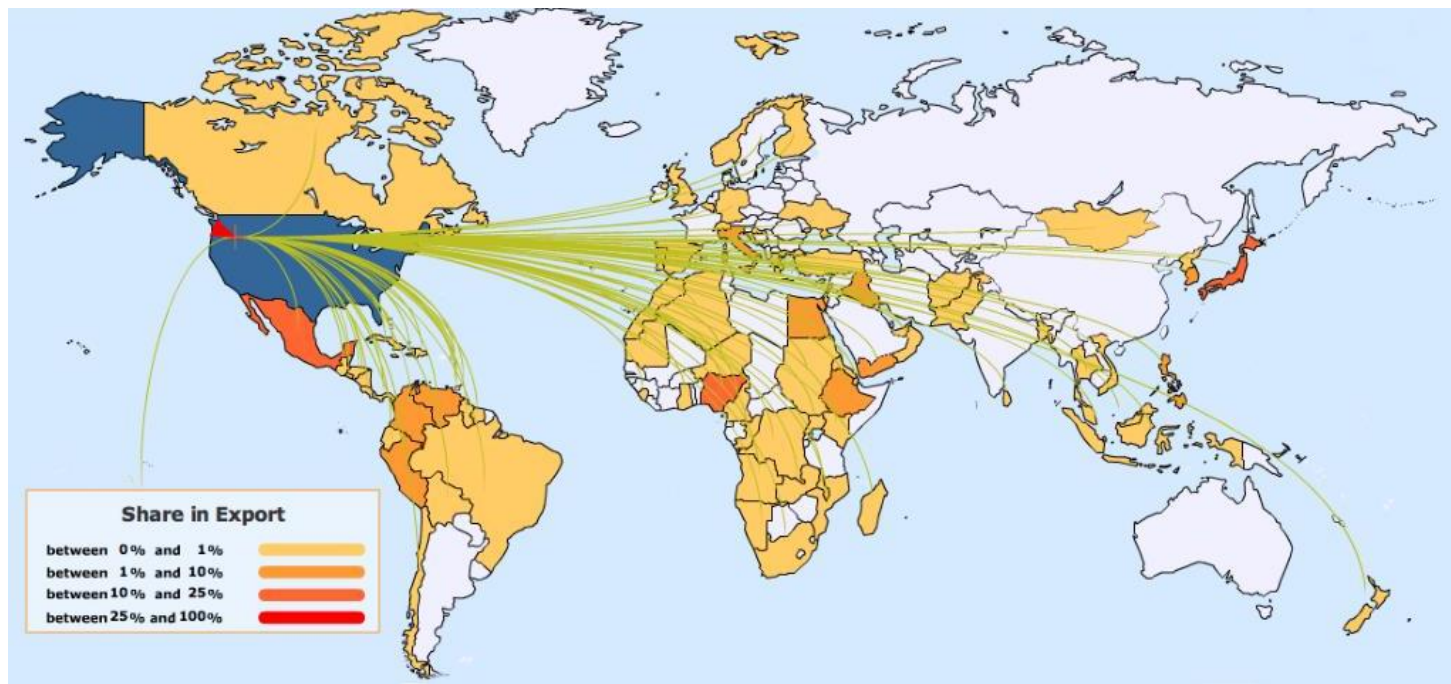 Share in Export
between 0% and 1%
between 1% and 10%
between 10% and 25%
between 25% and 100%